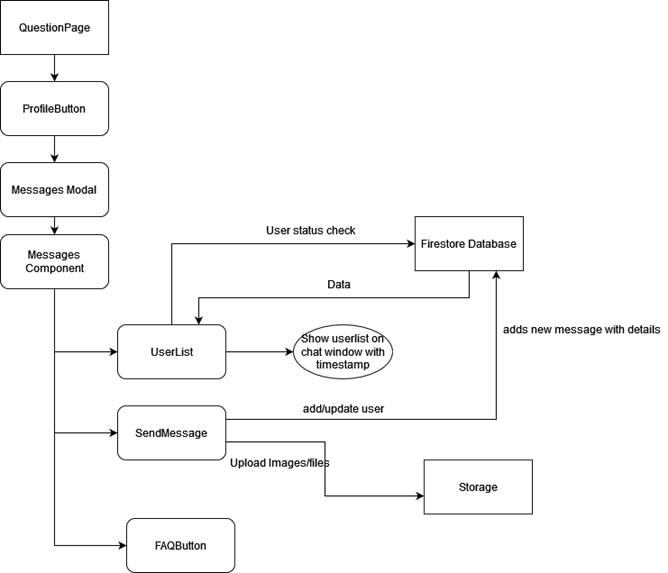 QuestionPage
ProfileButton
Messages Modal
Messages
Component
User status check
Firestore Database
Data
adds new message with details
UserList
Show userlist on
chat window with
timestamp
add/update user
SendMessage
Upload Images/files
Storage
FAQButton